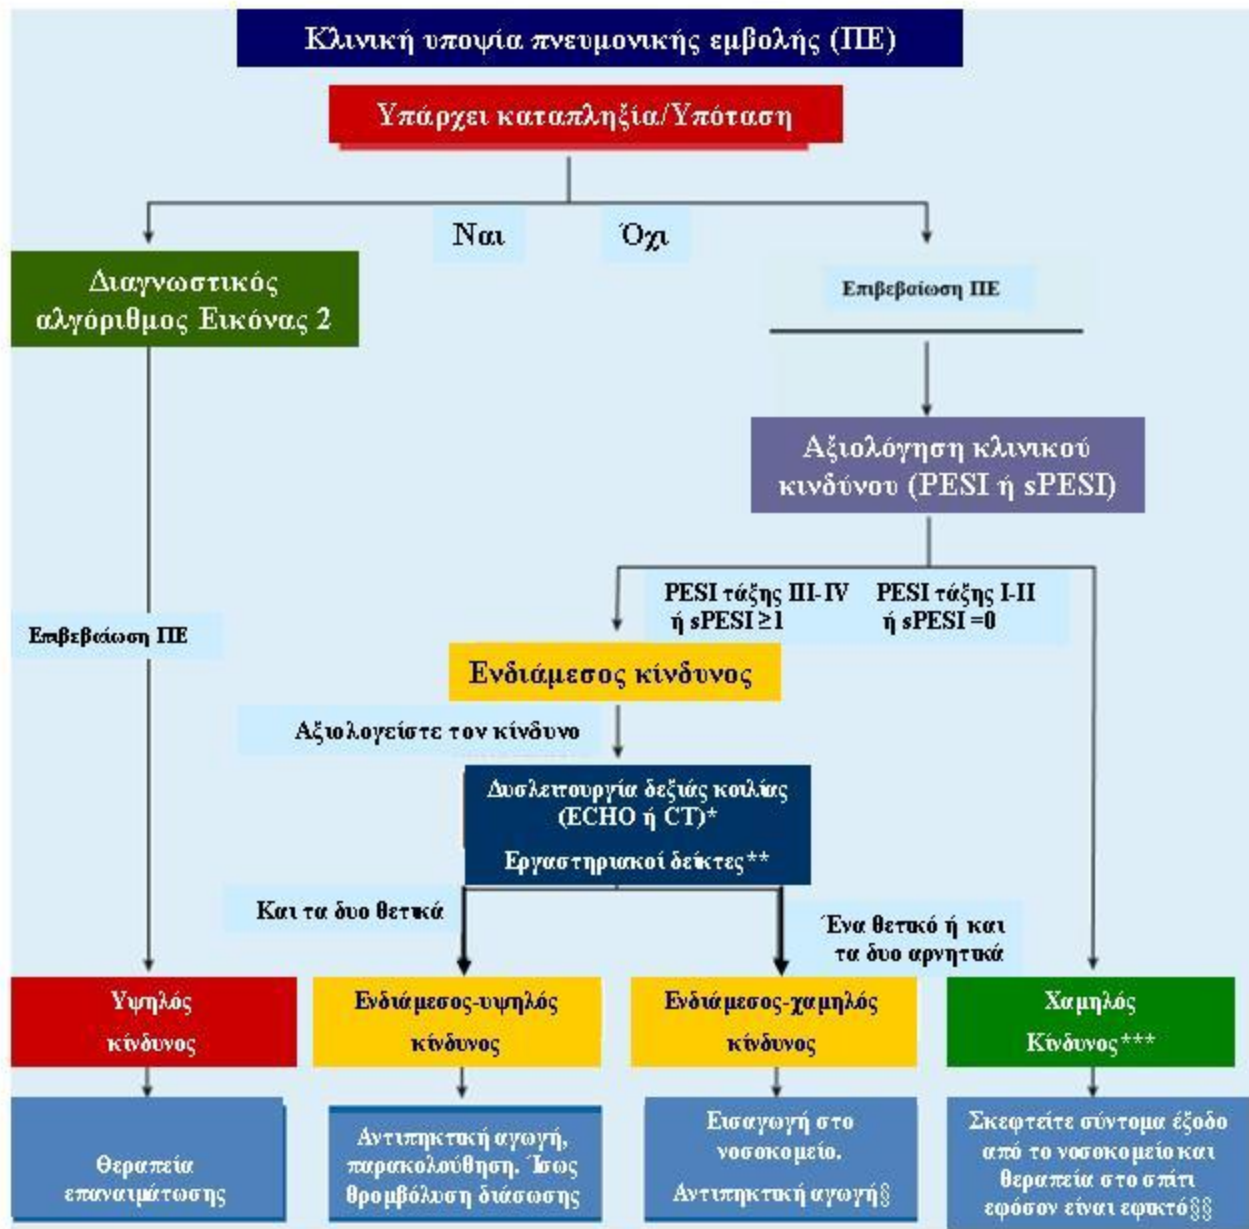 Κλινική υποψία πνευμονικής εμβολής (ΠΕ)
Υπάρχει καταπληξία/Υπόταση
Ναι
Όχι
Διαγνωστικός
αλγόριθμος Εικόνας 2
Επιβεβαίωση ΠΕ
Αξιολόγηση κλινικού
κινδύνου (PESI ή sPESI)
PESI τάξης III-IV
ή sPESI ≥1
PESI τάξης I-II
ή sPESI =0
Επιβεβαίωση ΠΕ
Ενδιάμεσος κίνδυνος
Αξιολογείστε τον κίνδυνο
Δυσλειτουργία δεξιάς κοιλίας
(ECHO ή CT)*
Εργαστηριακοί δείκτες**
Και τα δυο θετικά
Ένα θετικό ή και
τα δυο αρνητικά
Υψηλός
κίνδυνος
Ενδιάμεσος-υψηλός
κίνδυνος
Ενδιάμεσος-χαμηλός
κίνδυνος
Χαμηλός
Κίνδυνος***
Θεραπεία
επαναιμάτωσης
Αντιπηκτική αγωγή,
παρακολούθηση. Ίσως
θρομβόλυση διάσωσης
Εισαγωγή στο
νοσοκομείο.
Αντιπηκτική αγωγή§
Σκεφτείτε σύντομα έξοδο
από το νοσοκομείο και
θεραπεία στο σπίτι
εφόσον είναι εφικτό§§